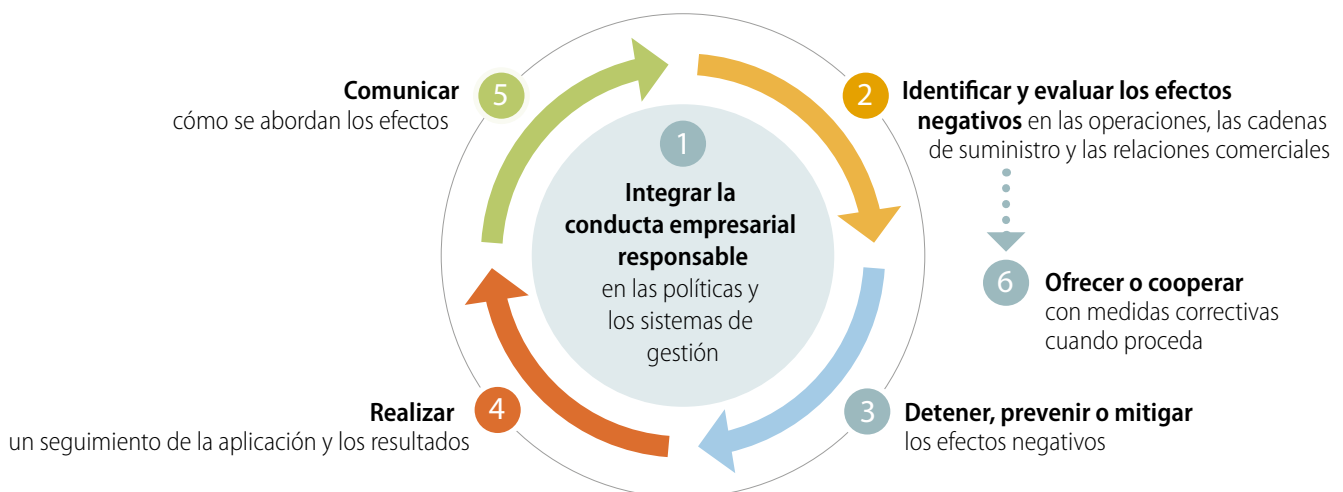 1
Integrar la
conducta empresarial
responsable
en las políticas y
los sistemas de
gestión
2
Identificar y evaluar los efectos
negativos en las operaciones, las cadenas
de suministro y las relaciones comerciales
3
Detener, prevenir o mitigar
los efectos negativos
4
Realizar
un seguimiento de la aplicación y los resultados
5
Comunicar
cómo se abordan los efectos
6
Ofrecer o cooperar
con medidas correctivas
cuando proceda